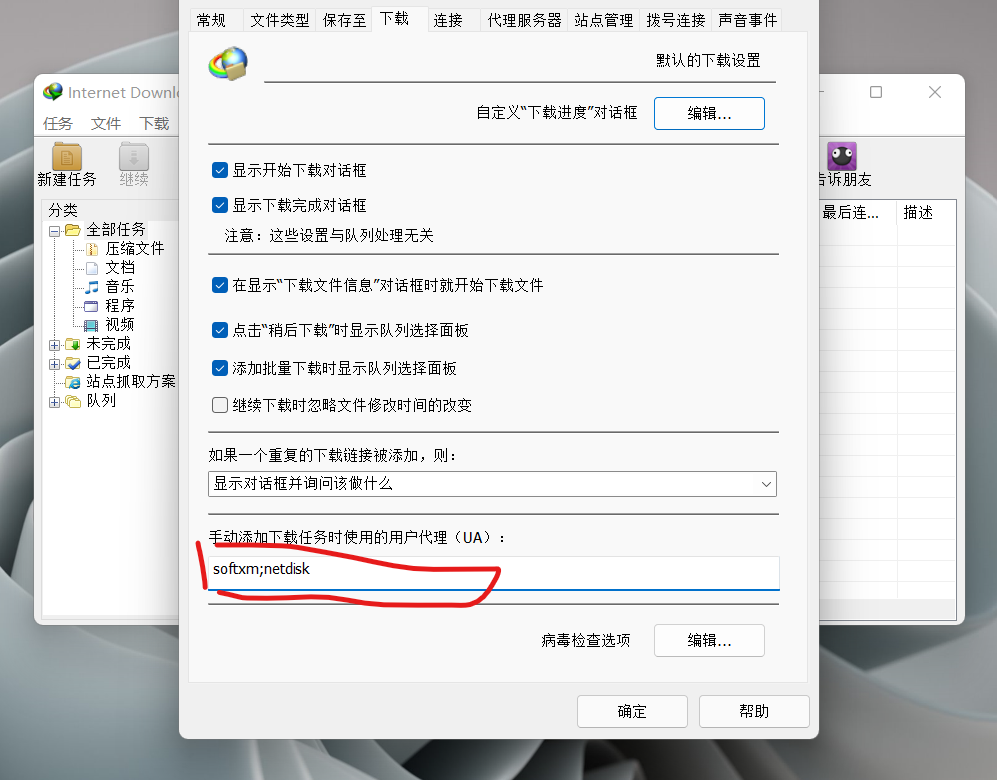 常规 文件类型 保存至 下载 连接 代理服务器 站点管理 拨号连接 声音事件
默认的下载设置
Internet Downl
自定义“下载进度”对话框 编辑...
任务 文件 下载
显示开始下载对话框
新建任务 继续
告诉朋友
显示下载完成对话框
分类
最后连... 描述
注意：这些设置与队列处理无关
全部任务
压缩文件
文档
音乐
程序
视频
未完成
已完成
站点抓取方案
队列
在显示“下载文件信息”对话框时就开始下载文件
点击“稍后下载”时显示队列选择面板
添加批量下载时显示队列选择面板
继续下载时忽略文件修改时间的改变
如果一个重复的下载链接被添加，则：
显示对话框并询问该做什么
手动添加下载任务时使用的用户代理（UA）：
softxm;netdisk
病毒检查选项 编辑...
确定 帮助